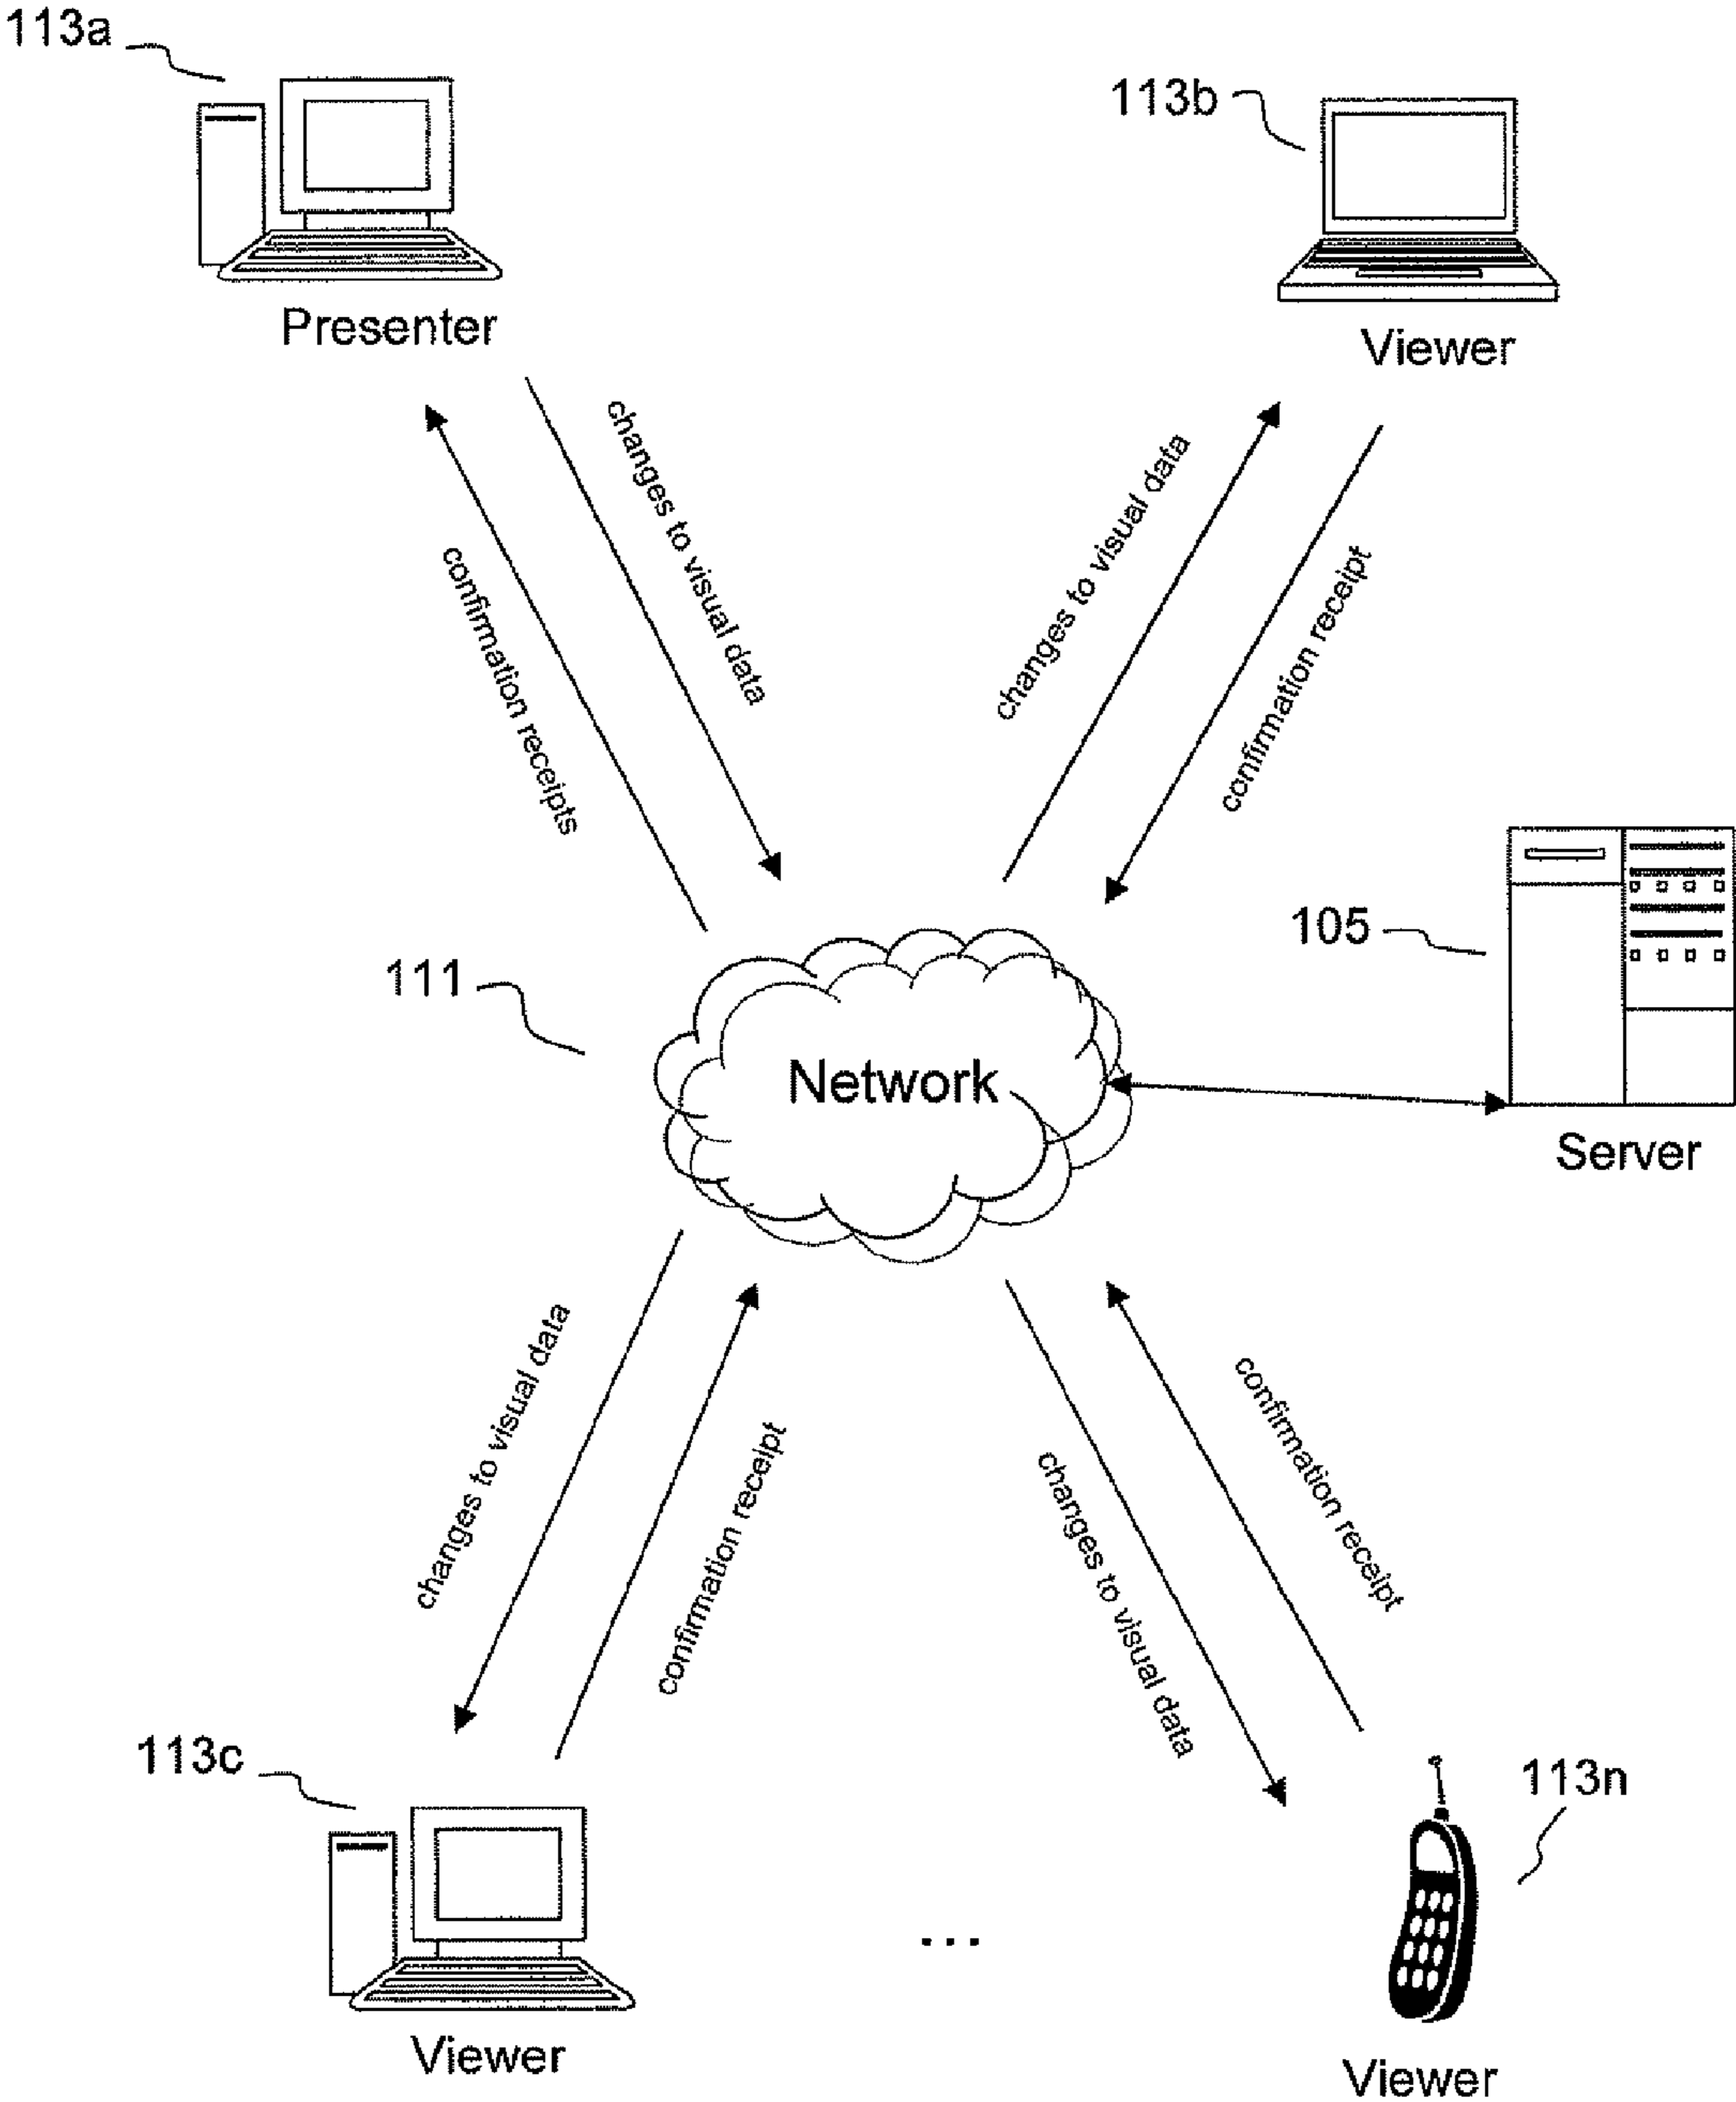 113a
113b
Presenter
Viewer
changes to visual data
confirmation receipts
changes to visual data
confirmation receipt
105
111
Network
Server
changes to visual data
confirmation receipt
changes to visual data
confirmation receipt
113c
113n
...
Viewer
Viewer